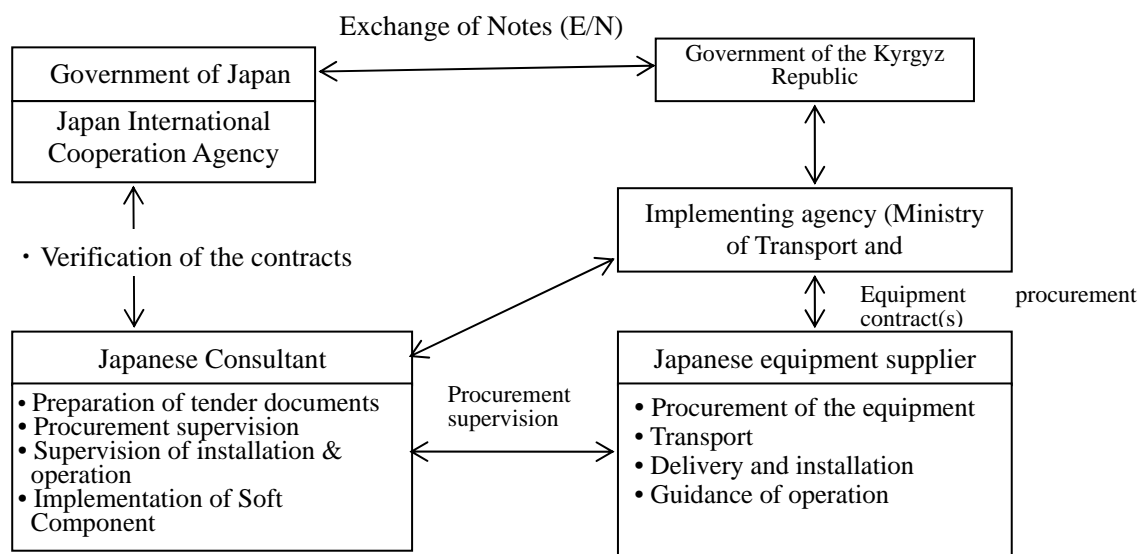 Exchange of Notes (E/N)
Government of Japan
Government of the Kyrgyz
Republic
Japan International
Cooperation Agency
Implementing agency (Ministry
of Transport and
・Verification of the contracts
Equipment procurement
contract(s)
Japanese Consultant
• Preparation of tender documents
• Procurement supervision
• Supervision of installation &
operation
• Implementation of Soft
Component
Procurement
supervision
Japanese equipment supplier
• Procurement of the equipment
• Transport
• Delivery and installation
• Guidance of operation